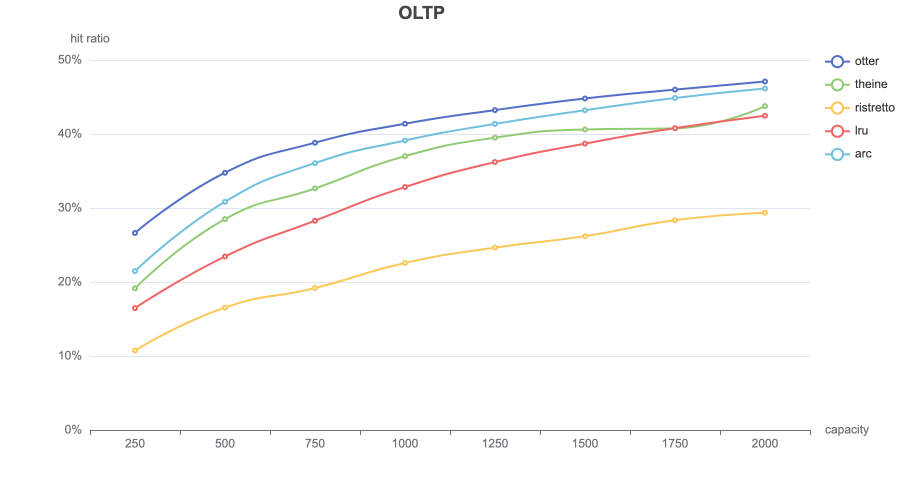 OLTP
hit ratio
50%
40%
30%
20%
10%
0%
250 500 750 1000 1250 1500 1750 2000
capacity
otter
theine
ristretto
lru
arc